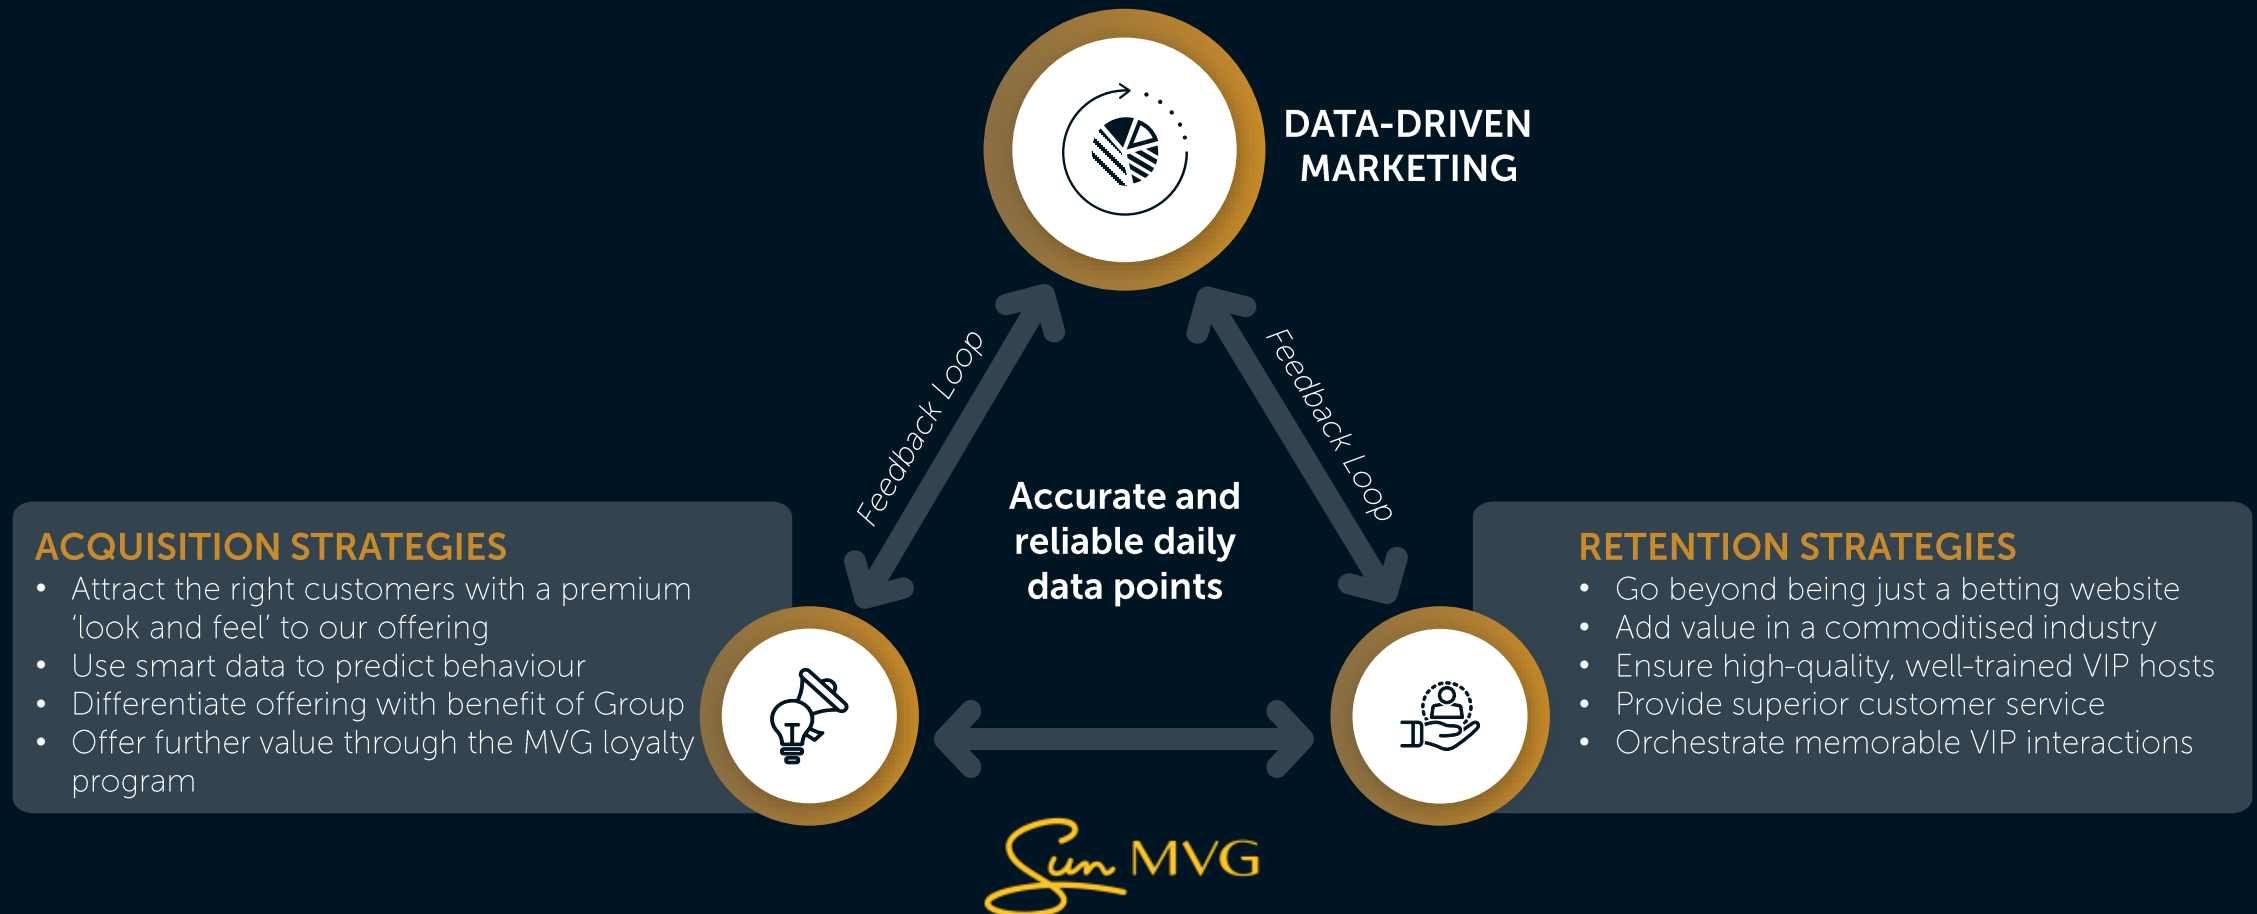 DATA-DRIVEN
MARKETING
Feedback Loop
Feedback Loop
Accurate and
reliable daily
data points
ACQUISITION STRATEGIES
• Attract the right customers with a premium
‘look and feel’ to our offering
• Use smart data to predict behaviour
• Differentiate offering with benefit of Group
• Offer further value through the MVG loyalty
program
RETENTION STRATEGIES
• Go beyond being just a betting website
• Add value in a commoditised industry
• Ensure high-quality, well-trained VIP hosts
• Provide superior customer service
• Orchestrate memorable VIP interactions
Sun MVG